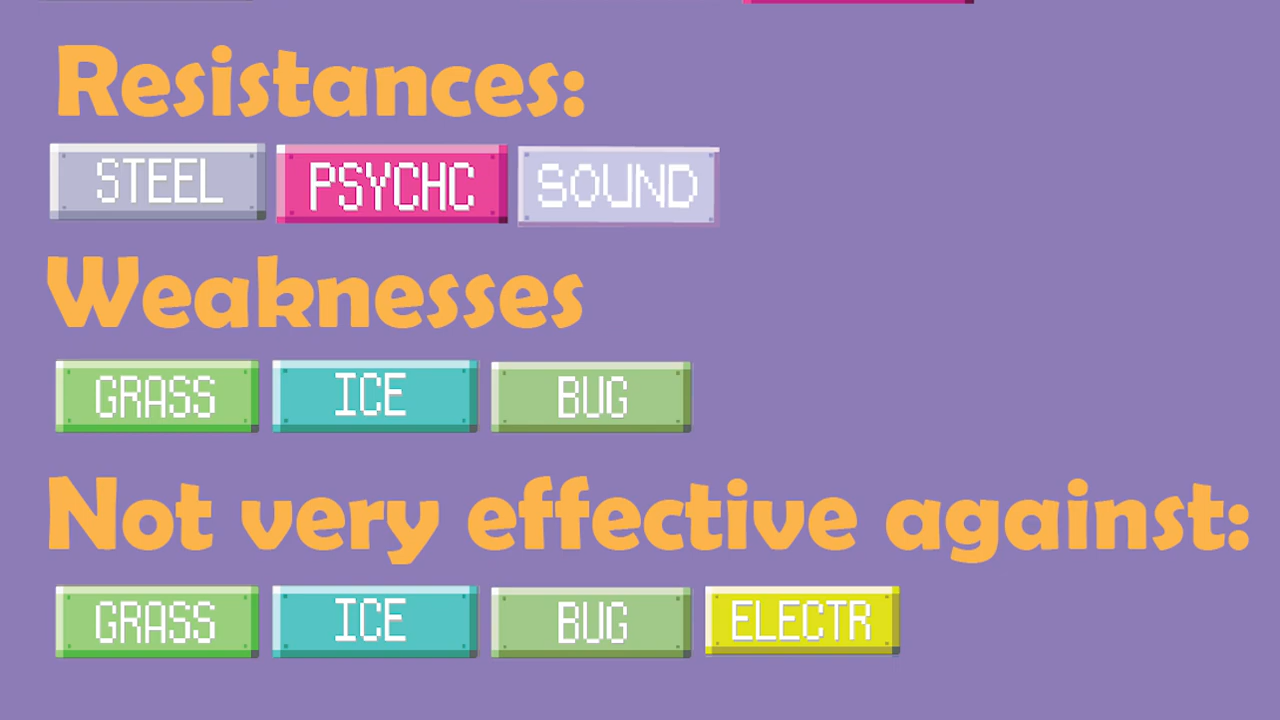 Resistances:
STEEL PSYCHC SOUND
Weaknesses
GRASS ICE BUG
Not very effective against:
GRASS ICE BUG ELECTR